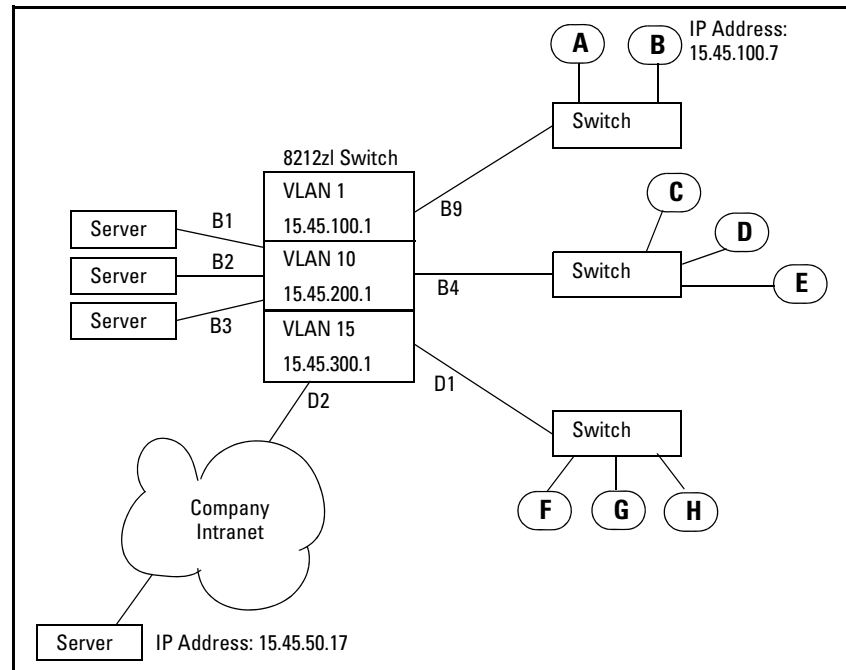 A
B
IP Address:
15.45.100.7
Switch
8212zl Switch
VLAN 1
15.45.100.1
B9
C
Server
B1
D
Server
B2
VLAN 10
15.45.200.1
B4
Switch
E
Server
B3
VLAN 15
15.45.300.1
D1
D2
Switch
Company
Intranet
F
G
H
Server
IP Address: 15.45.50.17